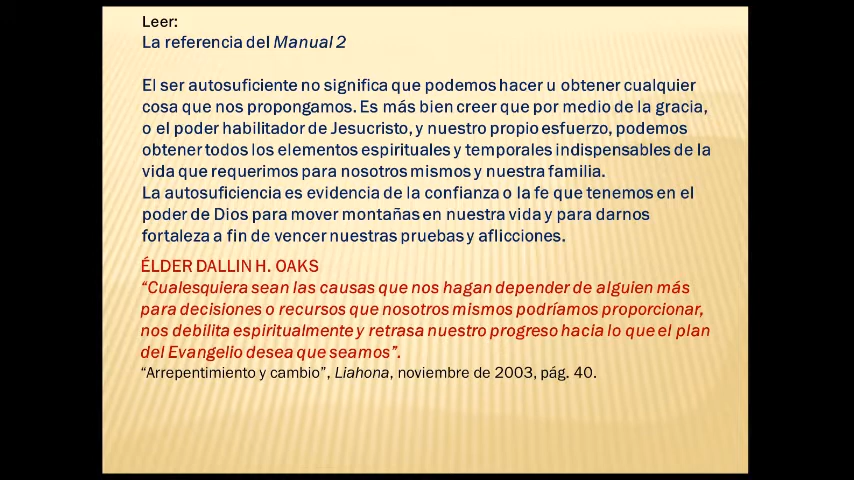 Leer:
La referencia del Manual 2
El ser autosuficiente no significa que podemos hacer u obtener cualquier
cosa que nos propongamos. Es más bien creer que por medio de la gracia,
o el poder habilitador de Jesucristo, y nuestro propio esfuerzo, podemos
obtener todos los elementos espirituales y temporales indispensables de la
vida que requerimos para nosotros mismos y nuestra familia.
La autosuficiencia es evidencia de la confianza o la fe que tenemos en el
poder de Dios para mover montañas en nuestra vida y para darnos
fortaleza a fin de vencer nuestras pruebas y aflicciones.
ÉLDER DALLIN H. OAKS
“Cualesquiera sean las causas que nos hagan depender de alguien más
para decisiones o recursos que nosotros mismos podríamos proporcionar,
nos debilita espiritualmente y retrasa nuestro progreso hacia lo que el plan
del Evangelio desea que seamos”.
“Arrepentimiento y cambio”, Liahona, noviembre de 2003, pág. 40.